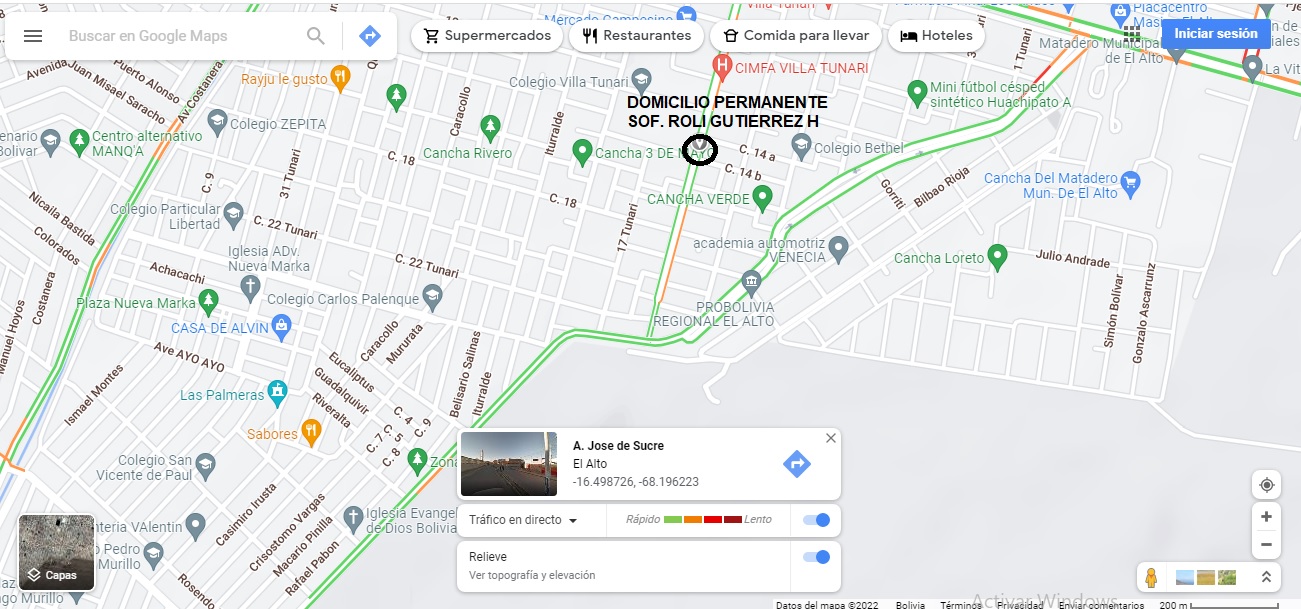 Mercado Campesino
Villa Tunari
Placacentro
Masisa El Alto
Buscar en Google Maps
Supermercados
Restaurantes
Comida para llevar
Hoteles
Iniciar sesión
Matadero Municipal
de El Alto
Avenida
Juan Misael Saracho
Puerto Alonso
Av. Costanera
Rayju le gusto
Colegio Villa Tunari
CIMFA VILLA TUNARI
1 Tunari
La Vit
Mini fútbol césped
sintético Huachipato A
DOMICILIO PERMANENTE
SOF. ROLI GUTIERREZ H
Caracollo
Iturralde
Colegio ZEPITA
Centro alternativo
MANQ'A
enario
Bolivar
Cancha Rivero
Cancha 3 DE MAYO
C. 14 a
C. 14 b
Colegio Bethel
C. 18
C. 9
31 Tunari
C. 18
CANCHA VERDE
Gorriti
Bilbao Rioja
Cancha Del Matadero
Mun. De El Alto
Nicaila Bastida
Colorados
Colegio Particular
Libertad
C. 22 Tunari
17 Tunari
academia automotriz
VENECIA
Iglesia ADv.
Nueva Marka
C. 22 Tunari
Cancha Loreto
Julio Andrade
Achacachi
Costanera
Manuel Hoyos
Plaza Nueva Marka
Colegio Carlos Palenque
PROBOLIVIA
REGIONAL EL ALTO
CASA DE ALVIN
Caracollo
Mururata
Simón Bolívar
Gonzalo Ascarrunz
Ave AYO AYO
Eucaliptus
Guadalquivir
Riveralta
Belisario Salinas
Iturralde
Ismael Montes
Las Palmeras
C. 4
C. 5
C. 7
C. 8
C. 9
Sabores
Zona
Colegio San
Vicente de Paul
A. Jose de Sucre
El Alto
-16.498726, -68.196223
Casimiro Irusta
Crisostomo Vargas
Macario Pinilla
Rafael Pabon
Iglesia Evangel
de Dios Bolivia
Tráfico en directo
Rápido
Lento
nteria VAlentin
Pedro
Murillo
Relieve
Ver topografía y elevación
Capas
Rosendo
go Murillo
Activar Windows
Datos del mapa ©2022 Bolivia Términos Privacidad Enviar comentarios 200 m